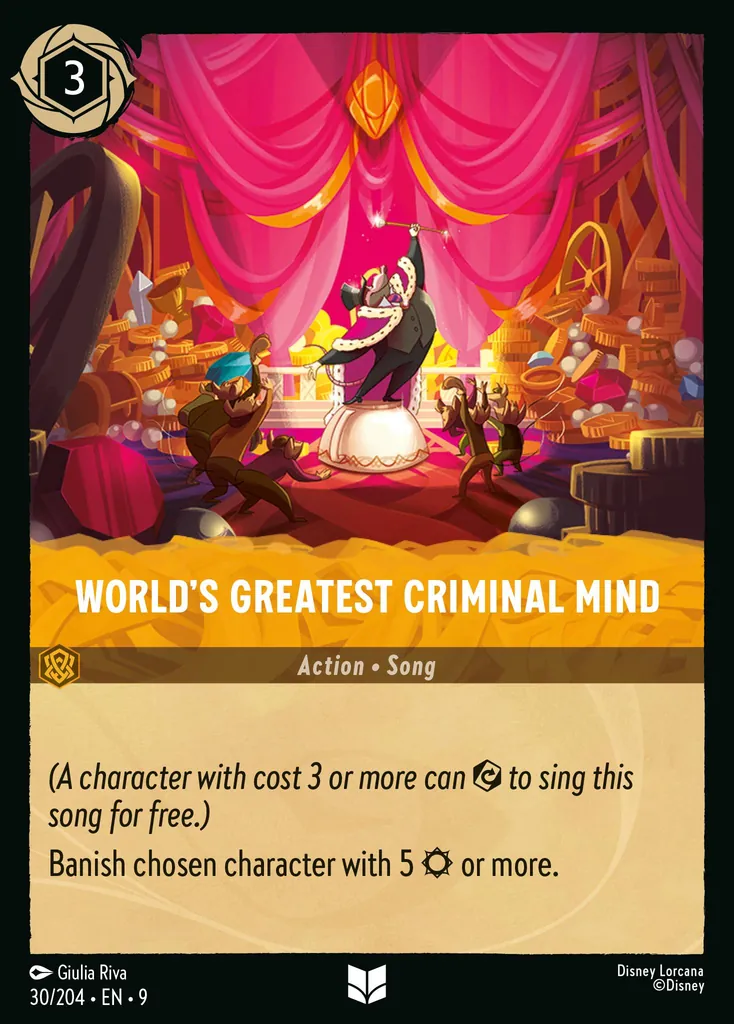 3
WORLD'S GREATEST CRIMINAL MIND
Action • Song
(A character with cost 3 or more can to sing this
song for free.)
Banish chosen character with 5 or more.
Giulia Riva
Disney Lorcana
30/204 • EN • 9
©Disney